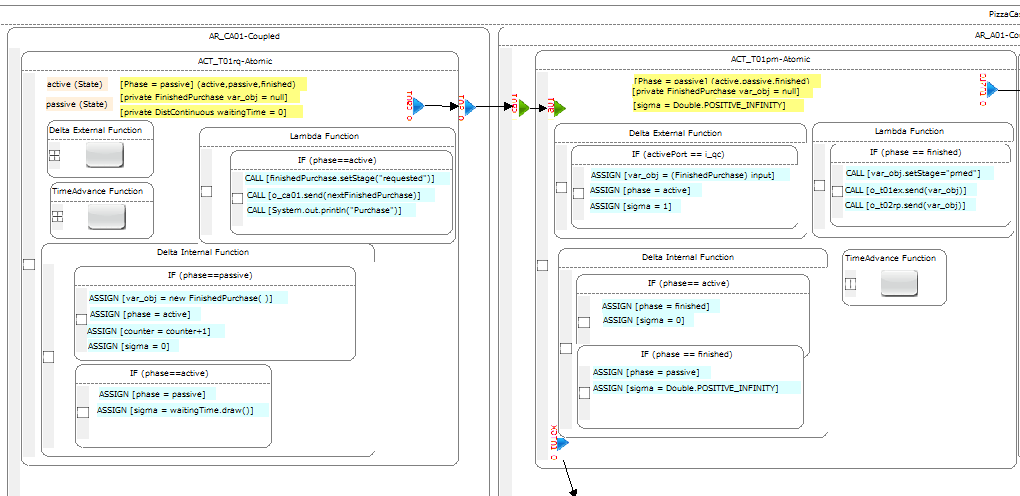 PizzaCas
AR_CA01-Coupled
AR_A01-Cou
ACT_T01rq-Atomic
active (State)
[Phase = passive] (active,passive,finished)
passive (State)
[private FinishedPurchase var_obj = null]
[private DistContinuous waitingTime = 0]
o_ca01
Delta External Function
TimeAdvance Function
Lambda Function
IF (phase==active)
CALL [finishedPurchase.setStage("requested")]
CALL [o_ca01.send(nextFinishedPurchase)]
CALL [System.out.println("Purchase")]
Delta Internal Function
IF (phase==passive)
ASSIGN [var_obj = new FinishedPurchase( )]
ASSIGN [phase = active]
ASSIGN [counter = counter+1]
ASSIGN [sigma = 0]
IF (phase==active)
ASSIGN [phase = passive]
ASSIGN [sigma = waitingTime.draw()]
ACT_T01pm-Atomic
[Phase = passive] (active,passive,finished)
[private FinishedPurchase var_obj = null]
[sigma = Double.POSITIVE_INFINITY]
Delta External Function
IF (activePort == i_qc)
ASSIGN [var_obj = (FinishedPurchase) input]
ASSIGN [phase = active]
ASSIGN [sigma = 1]
Lambda Function
IF (phase == finished)
CALL [var_obj.setStage="pmed"]
CALL [o_t01ex.send(var_obj)]
CALL [o_t02rp.send(var_obj)]
Delta Internal Function
IF (phase== active)
ASSIGN [phase = finished]
ASSIGN [sigma = 0]
IF (phase == finished)
ASSIGN [phase = passive]
ASSIGN [sigma = Double.POSITIVE_INFINITY]
TimeAdvance Function